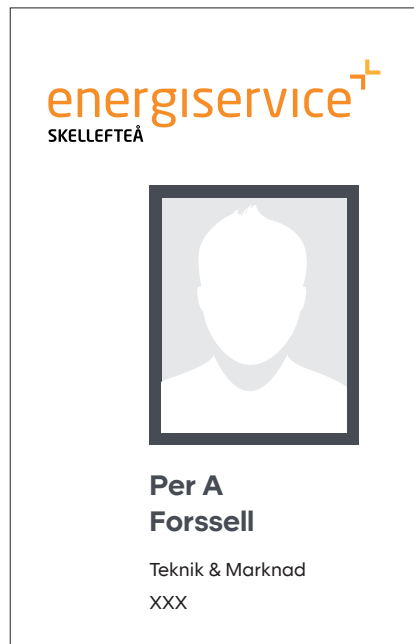 energiservice
SKELLEFTEÅ
Per A
Forssell
Teknik & Marknad
XXX